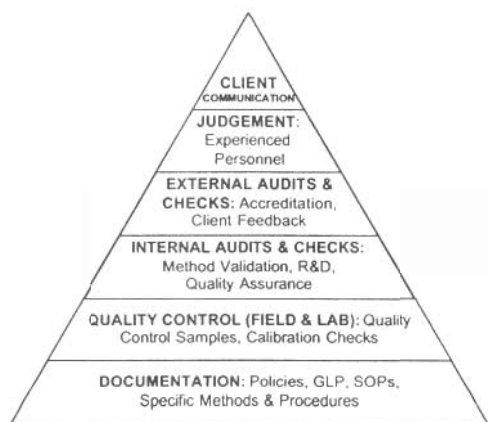 CLIENT
COMMUNICATION
JUDGEMENT:
Experienced
Personnel
EXTERNAL AUDITS &
CHECKS: Accreditation,
Client Feedback
INTERNAL AUDITS & CHECKS:
Method Validation, R&D,
Quality Assurance
QUALITY CONTROL (FIELD & LAB): Quality
Control Samples, Calibration Checks
DOCUMENTATION: Policies, GLP, SOPs,
Specific Methods & Procedures